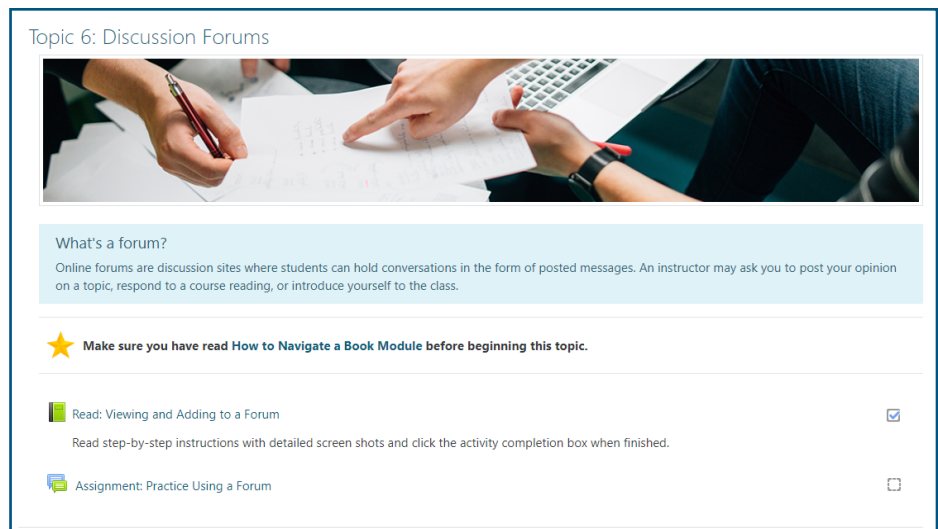 Topic 6: Discussion Forums
What's a forum?
Online forums are discussion sites where students can hold conversations in the form of posted messages. An instructor may ask you to post your opinion
on a topic, respond to a course reading, or introduce yourself to the class.
Make sure you have read How to Navigate a Book Module before beginning this topic.
Read: Viewing and Adding to a Forum
Read step-by-step instructions with detailed screen shots and click the activity completion box when finished.
Assignment: Practice Using a Forum